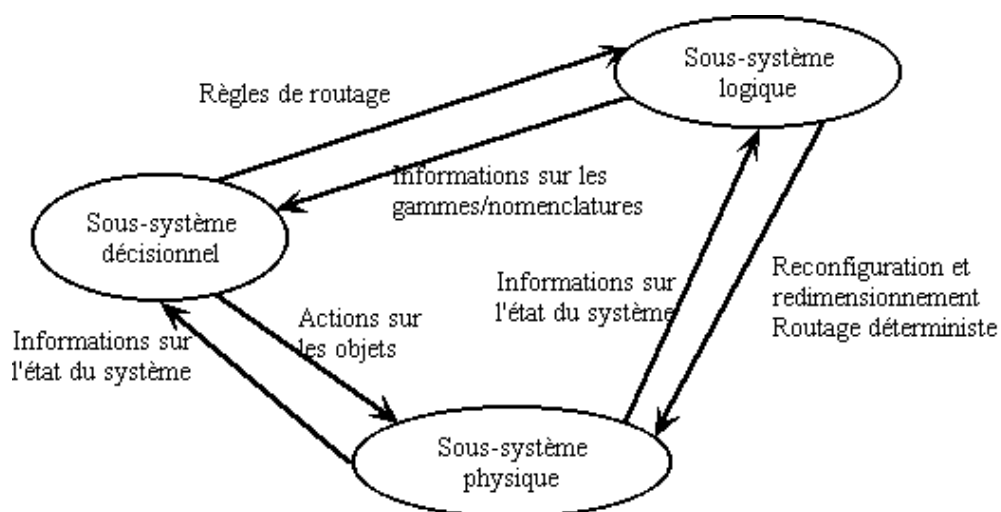 Sous-système
logique
Règles de routage
Informations sur les
gammes/nomenclatures
Sous-système
décisionnel
Informations sur
l'état du système
Reconfiguration et
redimensionnement
Routage déterministe
Actions sur
les objets
Informations sur
l'état du système
Sous-système
physique